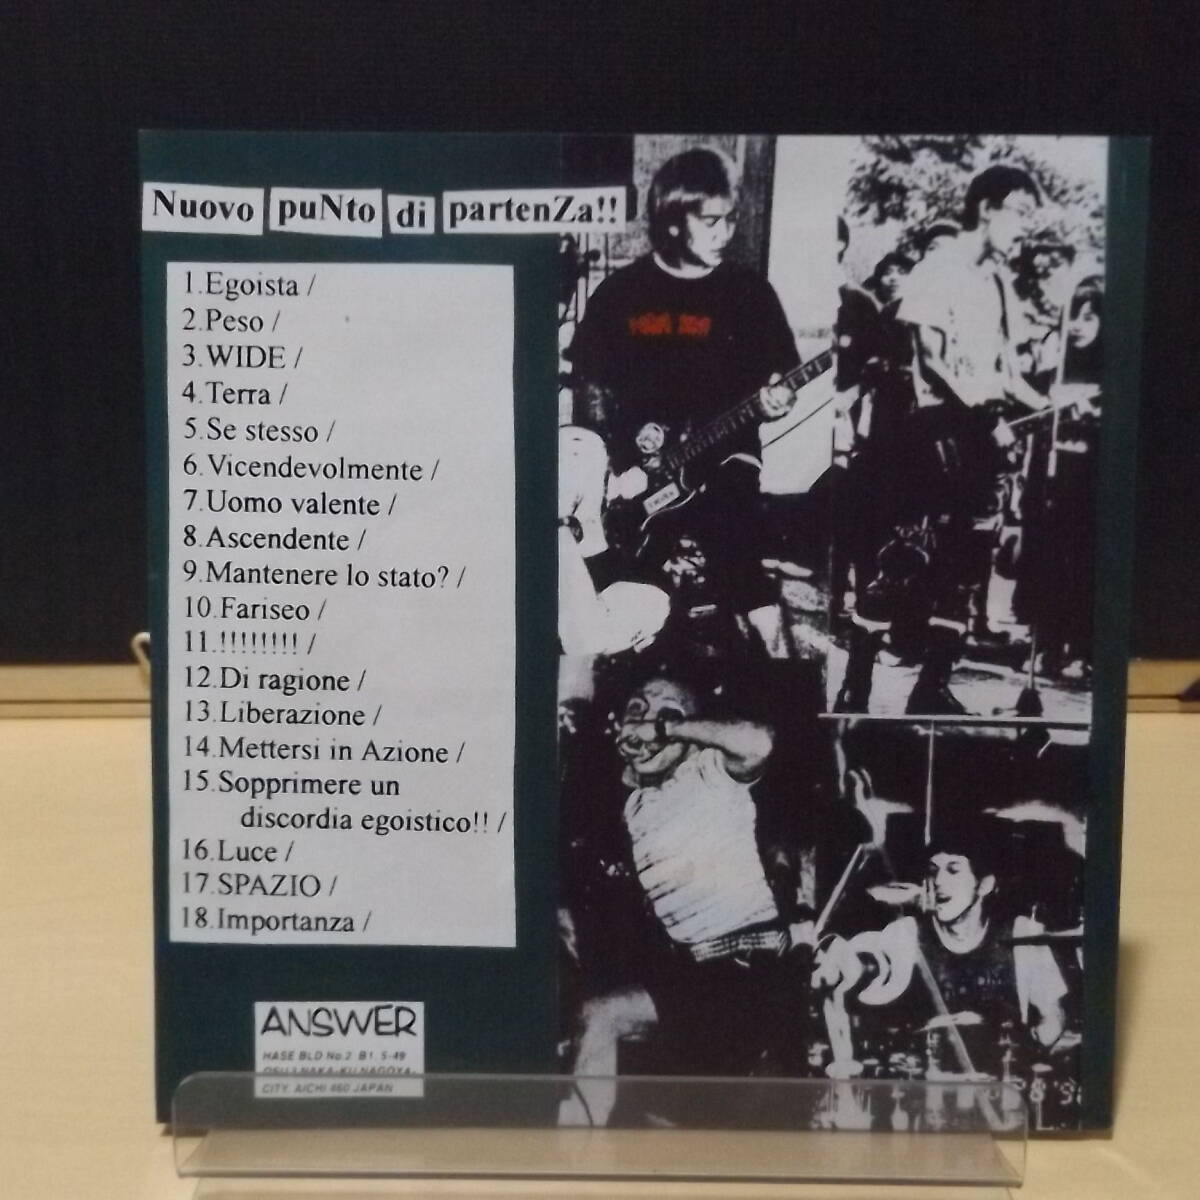 Nuovo puNto di partenZa!!
1.Egoista /
2.Peso /
3.WIDE /
4.Terra /
5.Se stesso /
6.Vicendevolmente /
7.Uomo valente /
8.Ascendente /
9.Mantenere lo stato? /
10.Fariseo /
11.!!!!!!!!! /
12.Di ragione /
13.Liberazione /
14.Mettersi in Azione /
15.Sopprimere un
discordia egoistico!! /
16.Luce /
17.SPAZIO /
18.Importanza /
ANSWER
HASE BLD No.2 B1. 5-49
OSU NAKA-KU NAGOYA-
CITY. AICHI 460 JAPAN